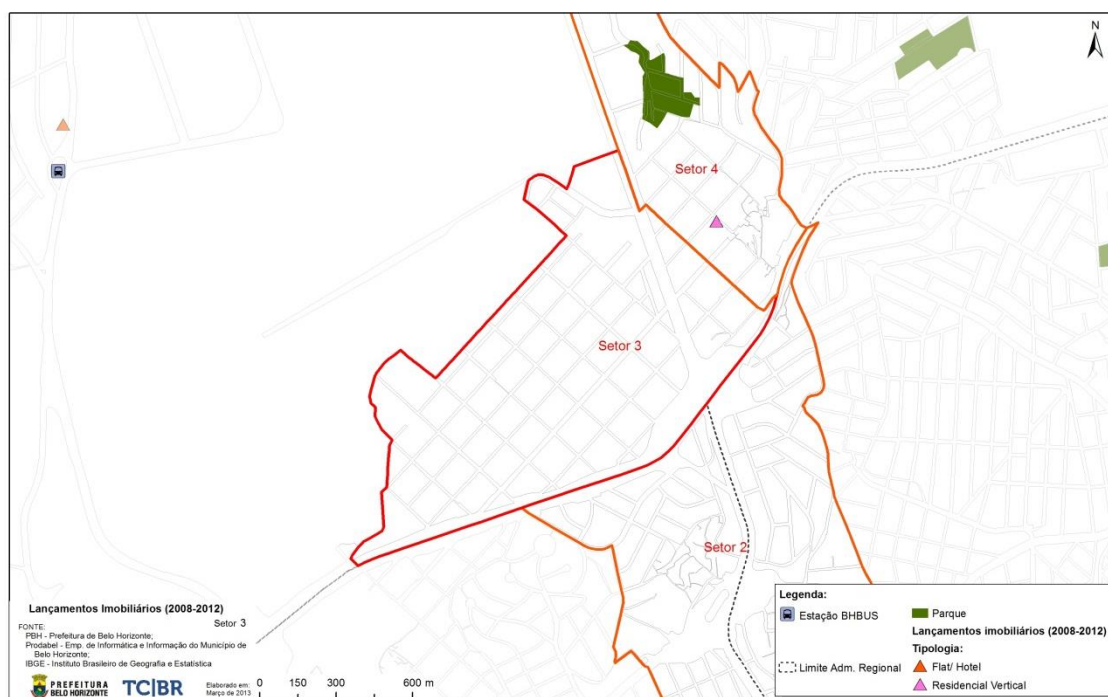 N
Setor 4
Setor 3
Setor 2
Lançamentos Imobiliários (2008-2012)
Setor 3
FONTE:
PBH - Prefeitura de Belo Horizonte;
Prodabel - Emp. de Informática e Informação do Município de
Belo Horizonte;
IBGE - Instituto Brasileiro de Geografia e Estatística
PREFEITURA
BELO HORIZONTE
TC|BR
Elaborado em:
Março de 2013
0 150 300 600 m
Legenda:
Estação BHBUS
Parque
Lançamentos imobiliários (2008-2012)
Tipologia:
Limite Adm. Regional
Flat/ Hotel
Residencial Vertical